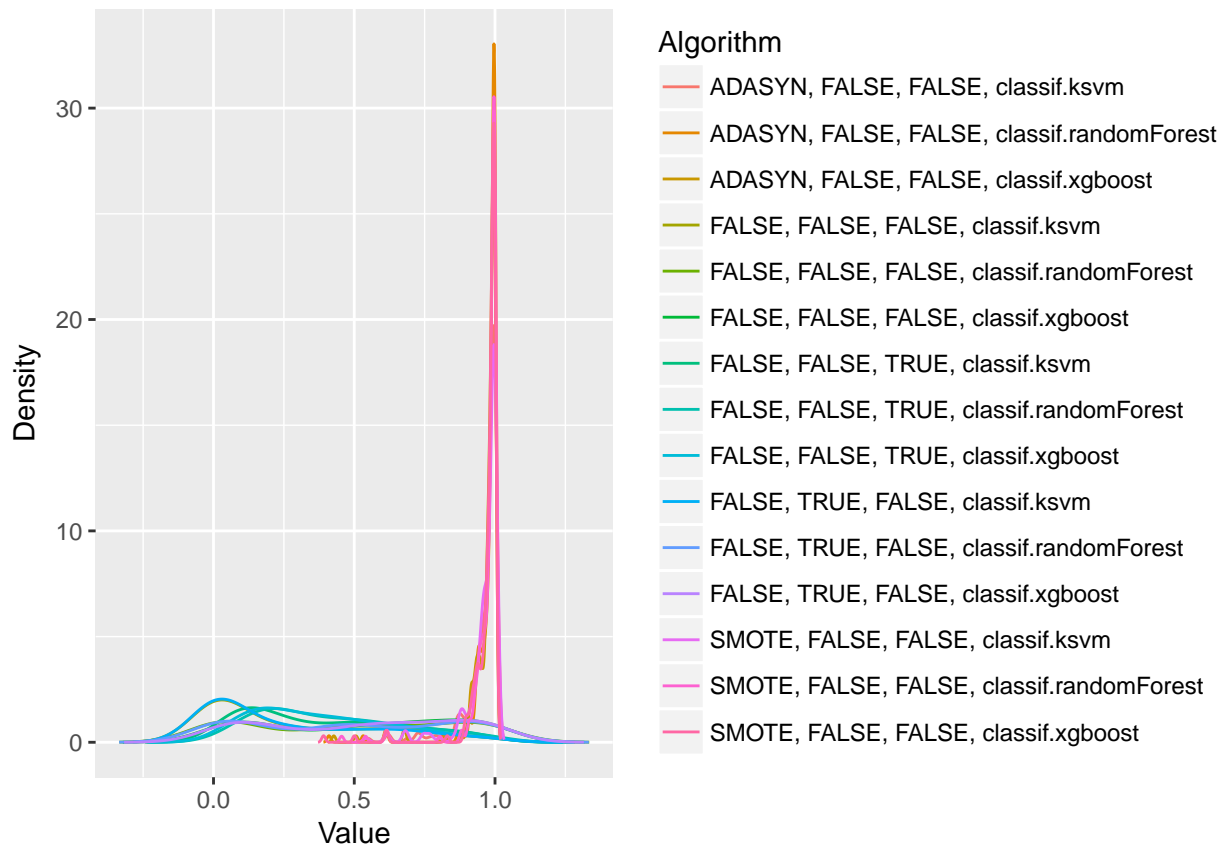 Algorithm
ADASYN, FALSE, FALSE, classif.ksvm
ADASYN, FALSE, FALSE, classif.randomForest
ADASYN, FALSE, FALSE, classif.xgboost
FALSE, FALSE, FALSE, classif.ksvm
FALSE, FALSE, FALSE, classif.randomForest
FALSE, FALSE, FALSE, classif.xgboost
FALSE, FALSE, TRUE, classif.ksvm
FALSE, FALSE, TRUE, classif.randomForest
FALSE, FALSE, TRUE, classif.xgboost
FALSE, TRUE, FALSE, classif.ksvm
FALSE, TRUE, FALSE, classif.randomForest
FALSE, TRUE, FALSE, classif.xgboost
SMOTE, FALSE, FALSE, classif.ksvm
SMOTE, FALSE, FALSE, classif.randomForest
SMOTE, FALSE, FALSE, classif.xgboost
Density
30
20
10
0
0.0
0.5
1.0
Value